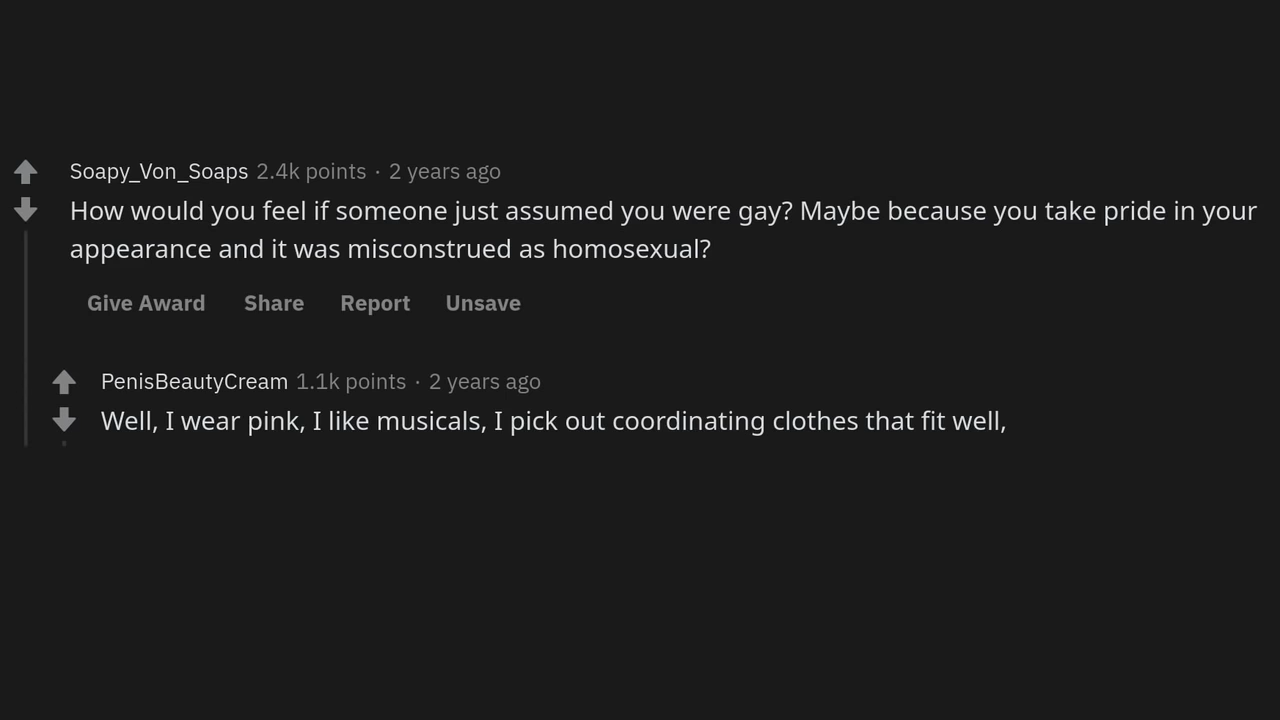 Soapy_Von_Soaps 2.4k points · 2 years ago
How would you feel if someone just assumed you were gay? Maybe because you take pride in your
appearance and it was misconstrued as homosexual?
Give Award Share Report Unsave
PenisBeautyCream 1.1k points · 2 years ago
Well, I wear pink, I like musicals, I pick out coordinating clothes that fit well,